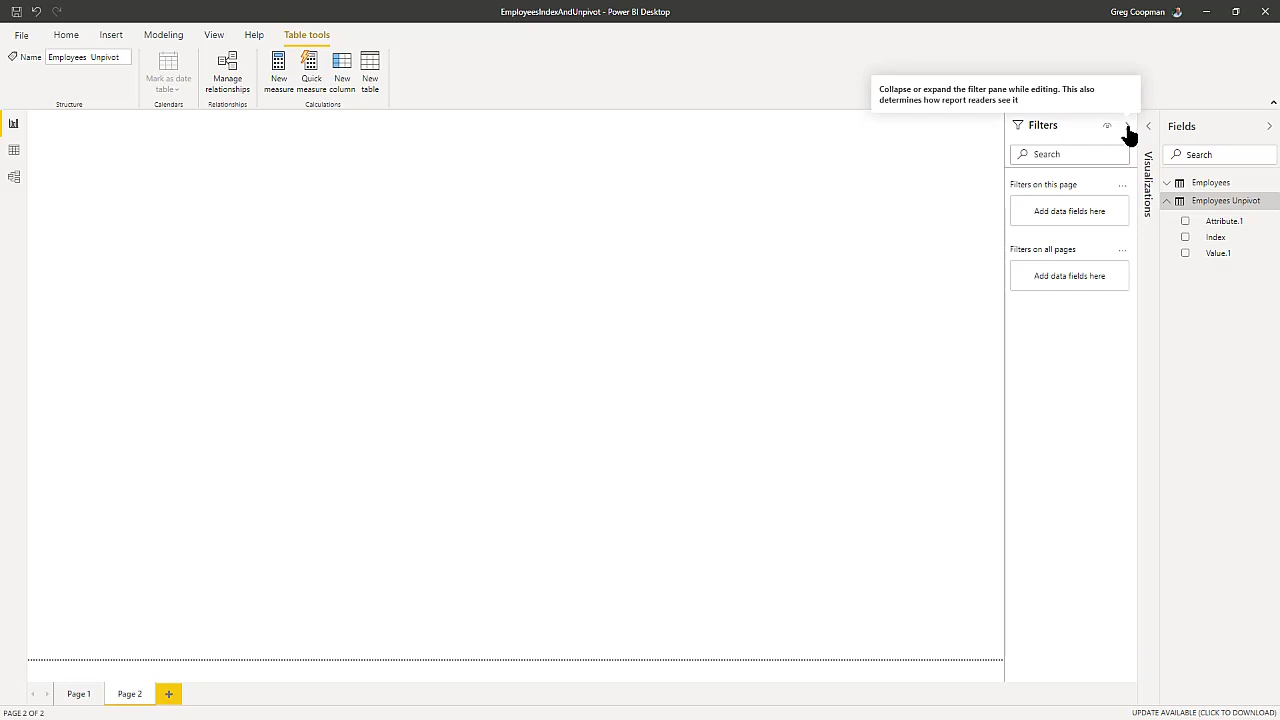 EmployeesIndexAndUnpivot - Power BI Desktop
Greg Coopman
File
Home
Insert
Modeling
View
Help
Table tools
Name
Employees Unpivot
Mark as date
table
Manage
relationships
New
measure
Quick
measure
New
column
New
table
Structure
Calendars
Relationships
Calculations
Collapse or expand the filter pane while editing. This also
determines how report readers see it
Filters
Search
Filters on this page
...
Add data fields here
Filters on all pages
...
Add data fields here
Visualizations
Fields
Search
Employees
Employees Unpivot
Attribute.1
Index
Value.1
Page 1
Page 2
+
PAGE 2 OF 2
UPDATE AVAILABLE (CLICK TO DOWNLOAD)